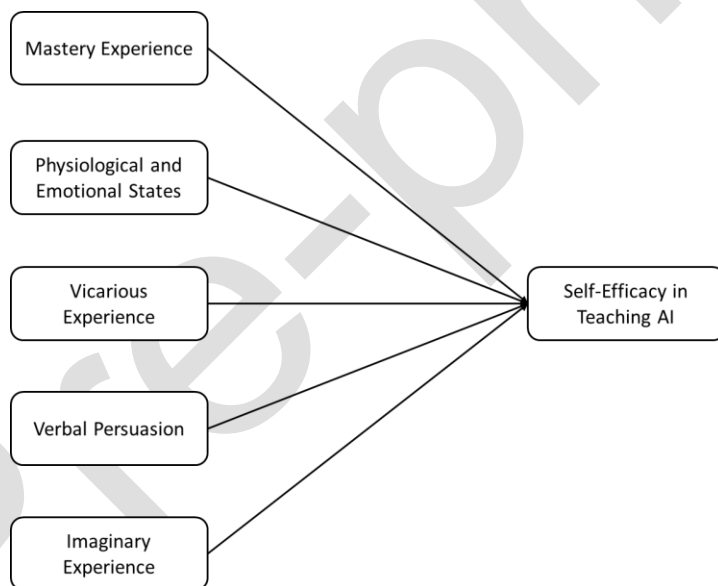 Mastery Experience
Physiological and
Emotional States
Vicarious
Experience
Verbal Persuasion
Imaginary
Experience
Self-Efficacy in
Teaching AI